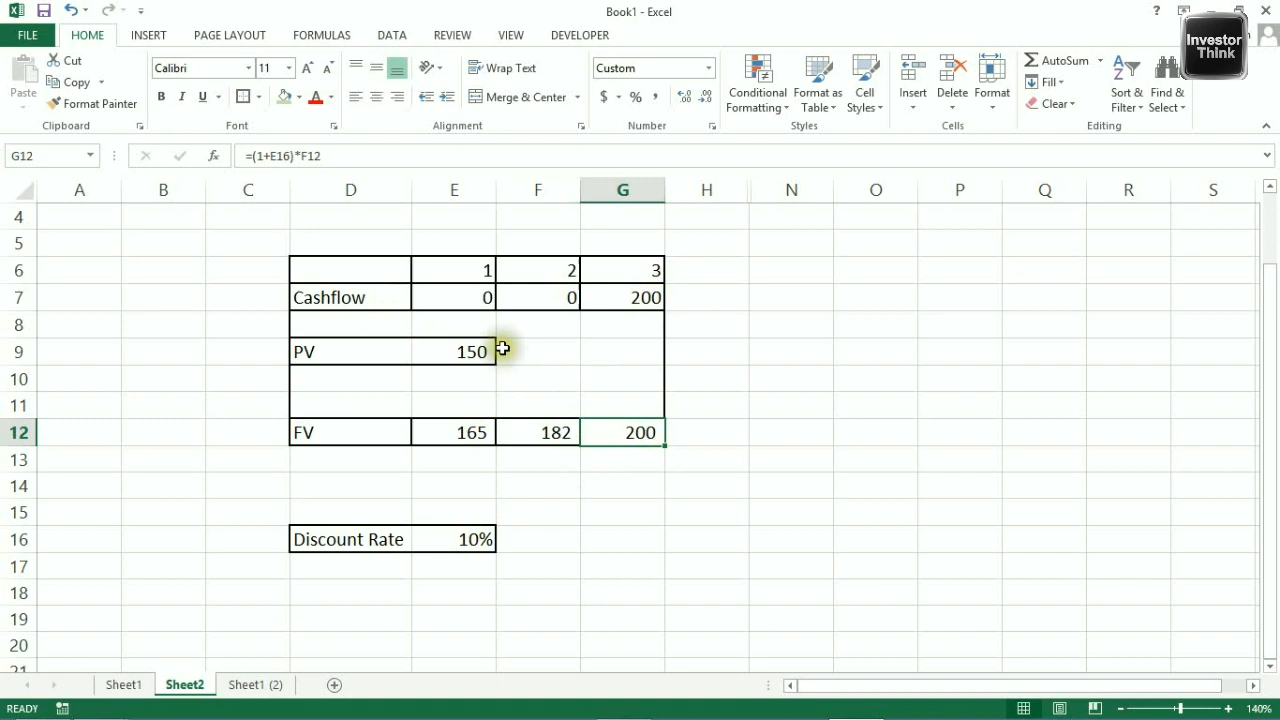 Book1 - Excel
?
Investor
Think
FILE HOME INSERT PAGE LAYOUT FORMULAS DATA REVIEW VIEW DEVELOPER
Paste
Cut
Copy
Format Painter
Clipboard
Calibri 11
B I U
A
Font
Wrap Text
Merge & Center
Alignment
Custom
$ % ,
Number
Conditional
Formatting
Format as
Table
Cell
Styles
Styles
Insert
Delete
Format
Cells
AutoSum
Fill
Clear
Sort &
Filter
Find &
Select
Editing
G12 fx =(1+E16)*F12
A B C D E F G H N O P Q R S
4
5
6 1 2 3
7 Cashflow 0 0 200
8
9 PV 150
10
11
12 FV 165 182 200
13
14
15
16 Discount Rate 10%
17
18
19
20
21
Sheet1 Sheet2 Sheet1 (2)
READY 140%